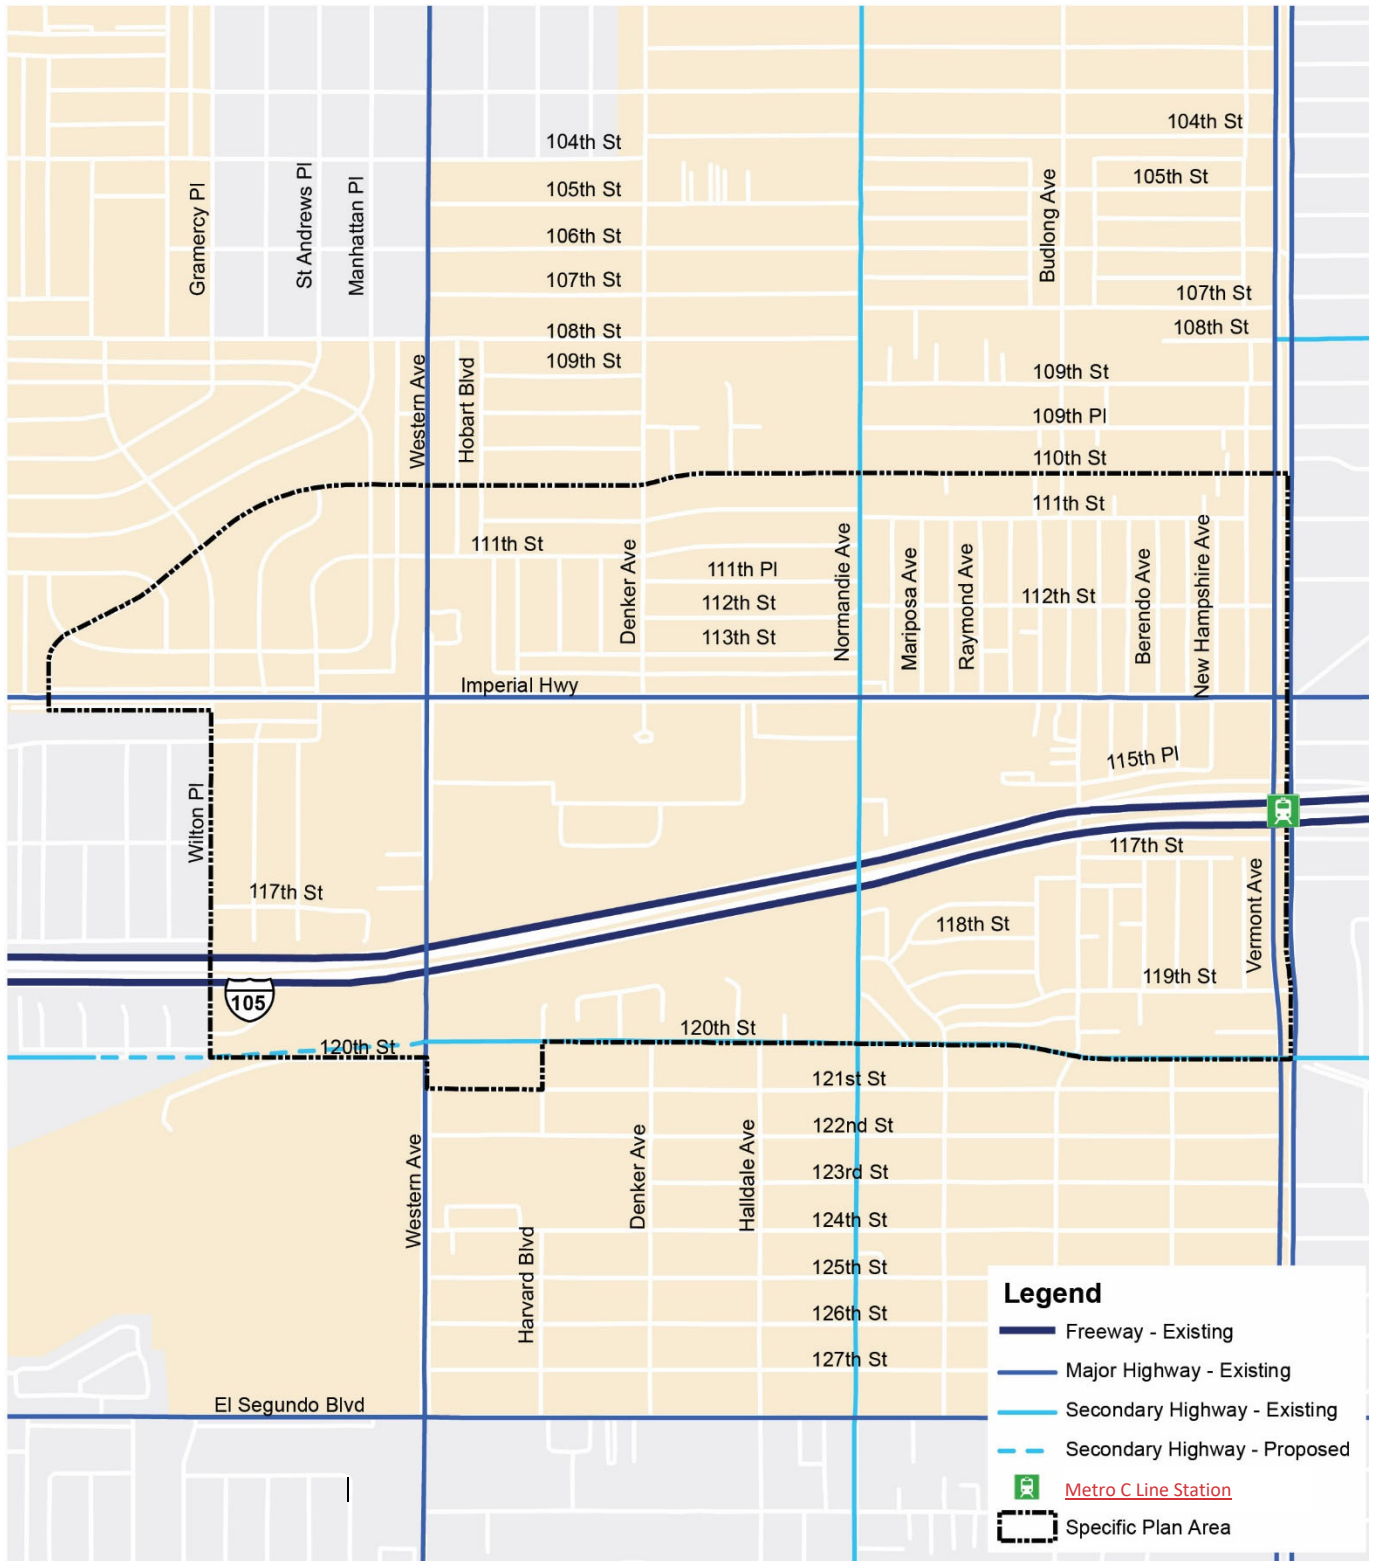 104th St
104th St
Gramercy Pl
St Andrews Pl
Manhattan Pl
105th St
Budlong Ave
105th St
106th St
107th St
107th St
108th St
108th St
109th St
Western Ave
Hobart Blvd
109th St
109th Pl
110th St
111th St
111th St
Denker Ave
111th Pl
112th St
113th St
Normandie Ave
Mariposa Ave
Raymond Ave
112th St
Berendo Ave
New Hampshire Ave
Imperial Hwy
115th Pl
Wilton Pl
117th St
117th St
Vermont Ave
118th St
119th St
105
120th St
120th St
121st St
122nd St
Western Ave
Denker Ave
Halldale Ave
123rd St
124th St
Harvard Blvd
125th St
126th St
127th St
El Segundo Blvd
Legend
Freeway - Existing
Major Highway - Existing
Secondary Highway - Existing
Secondary Highway - Proposed
Metro C Line Station
Specific Plan Area